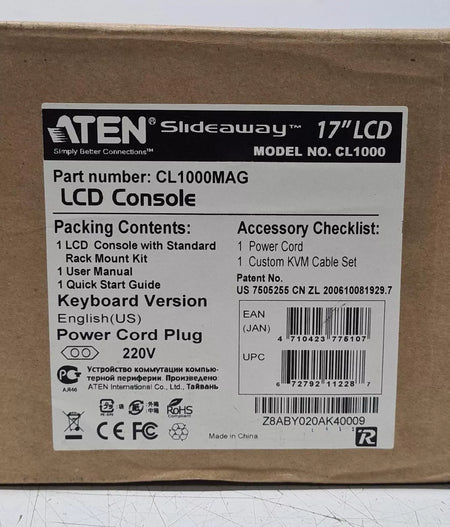 ATEN® Slideaway™ 17" LCD
Simply Better Connections™ MODEL NO. CL1000
Part number: CL1000MAG
LCD Console
Packing Contents:
1 LCD Console with Standard
Rack Mount Kit
1 User Manual
1 Quick Start Guide
Keyboard Version
English(US)
Power Cord Plug
220V
Accessory Checklist:
1 Power Cord
1 Custom KVM Cable Set
Patent No.
US 7505255 CN ZL 200610081929.7
EAN
(JAN)
4 710423 775107
UPC
6 72792 11228 7
Устройство коммутации компью-
терной периферии. Произведено:
ATEN International Co., Ltd., Тайвань
АЯ46
RoHS
CE FC
Made in China
Z8ABY020AK40009
R